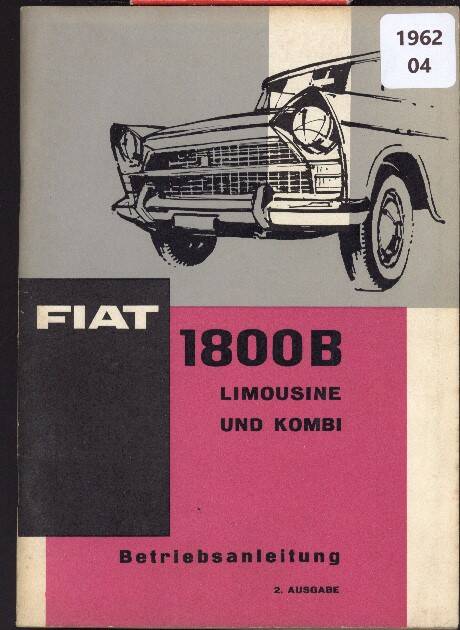 1962
04
FIAT
1800B
LIMOUSINE
UND KOMBI
Betriebsanleitung
2. AUSGABE